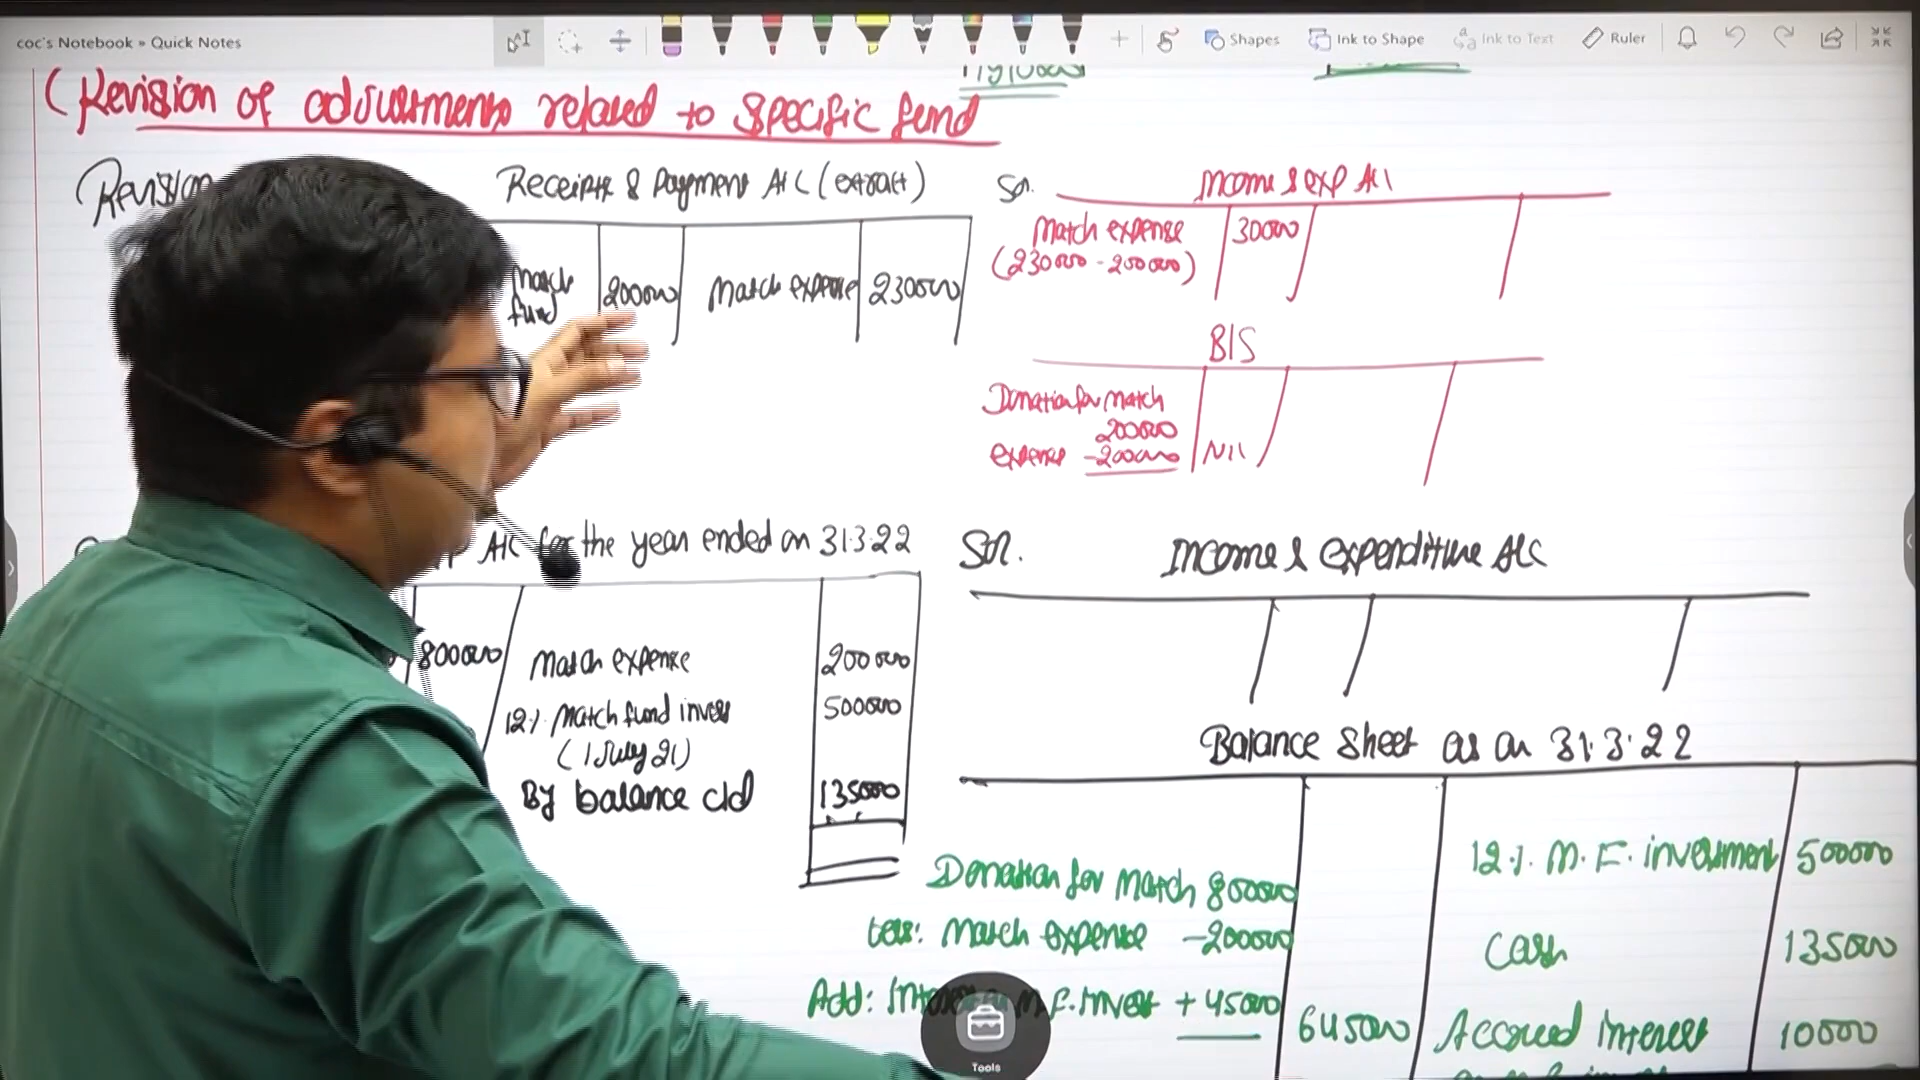 coc's Notebook » Quick Notes
Shapes
Ink to Shape
Ink to Text
Ruler
(Revision of adjustments related to specific fund
Revision
Receipts & Payment A/C (extract)
Match fund
200000
Match expense
230000
Sol.
Income & exp A/c
Match expense
30000
(230000 - 200000)
B/S
Donation for match
200000
expense -200000
Nil
A/C for the year ended on 31.3.22
800000
Match expense
200000
12% Match fund invest
500000
(1 July 21)
By balance c/d
135000
Sol.
Income & expenditure A/C
Balance Sheet as on 31.3.22
Donation for match 800000
less: Match expense -200000
Add: M.F. invest + 45000
645000
12% M.F. investment
500000
Cash
135000
Accrued interest
10000
Tools